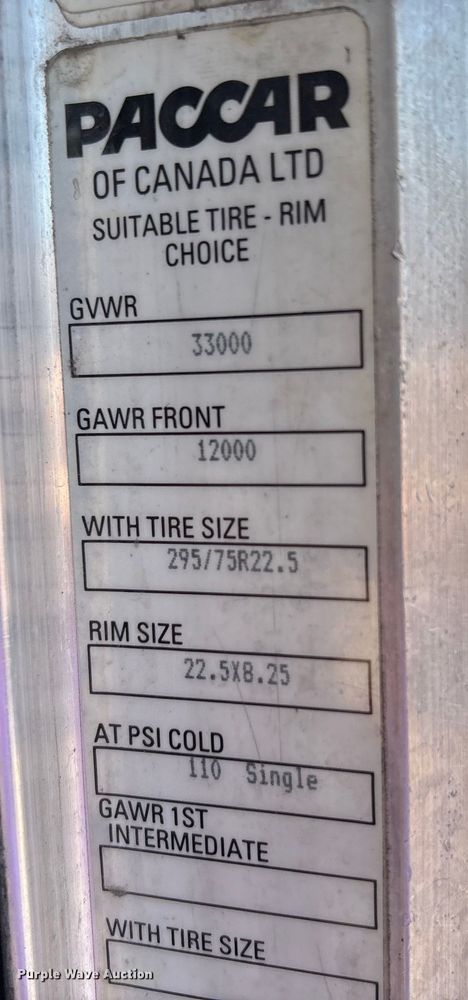 PACCAR
OF CANADA LTD
SUITABLE TIRE - RIM
CHOICE
GVWR
33000
GAWR FRONT
12000
WITH TIRE SIZE
295/75R22.5
RIM SIZE
22.5X8.25
AT PSI COLD
110 Single
GAWR 1ST
INTERMEDIATE
WITH TIRE SIZE
Purple Wave Auction